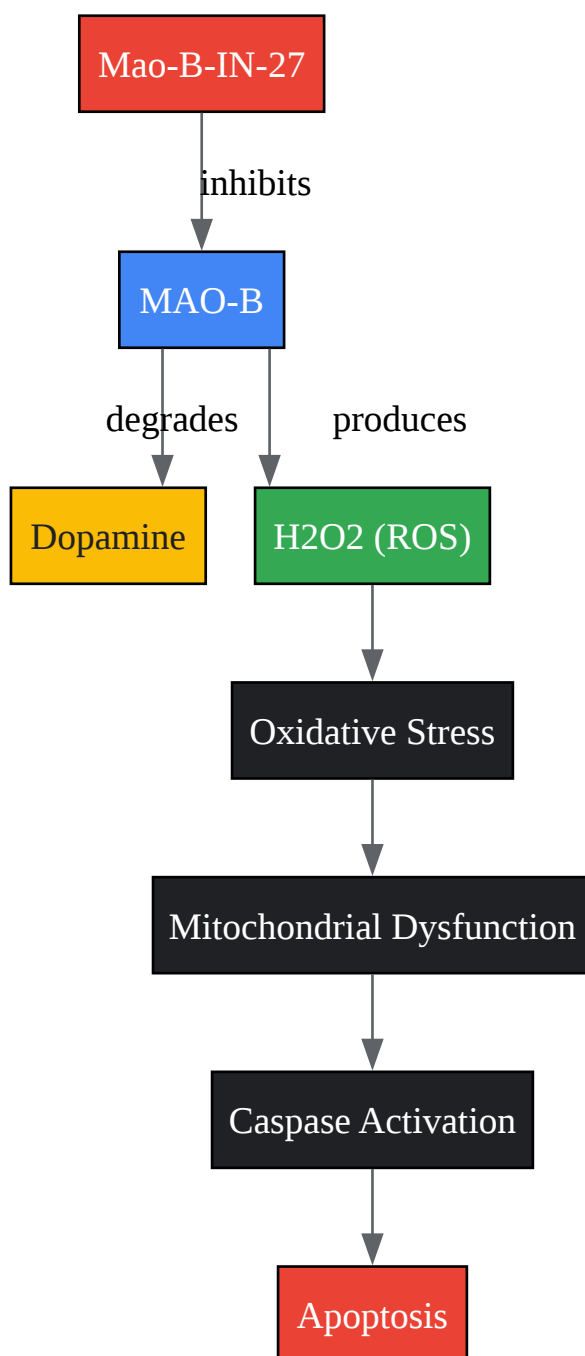 Mao-B-IN-27
inhibits
MAO-B
degrades
produces
Dopamine
H2O2 (ROS)
Oxidative Stress
Mitochondrial Dysfunction
Caspase Activation
Apoptosis